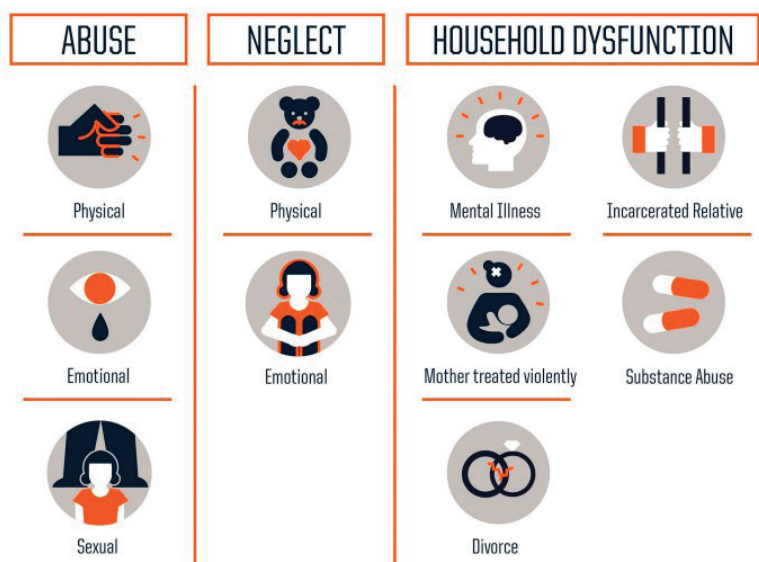 ABUSE
Physical
Emotional
Sexual
NEGLECT
Physical
Emotional
HOUSEHOLD DYSFUNCTION
Mental Illness
Incarcerated Relative
Mother treated violently
Substance Abuse
Divorce